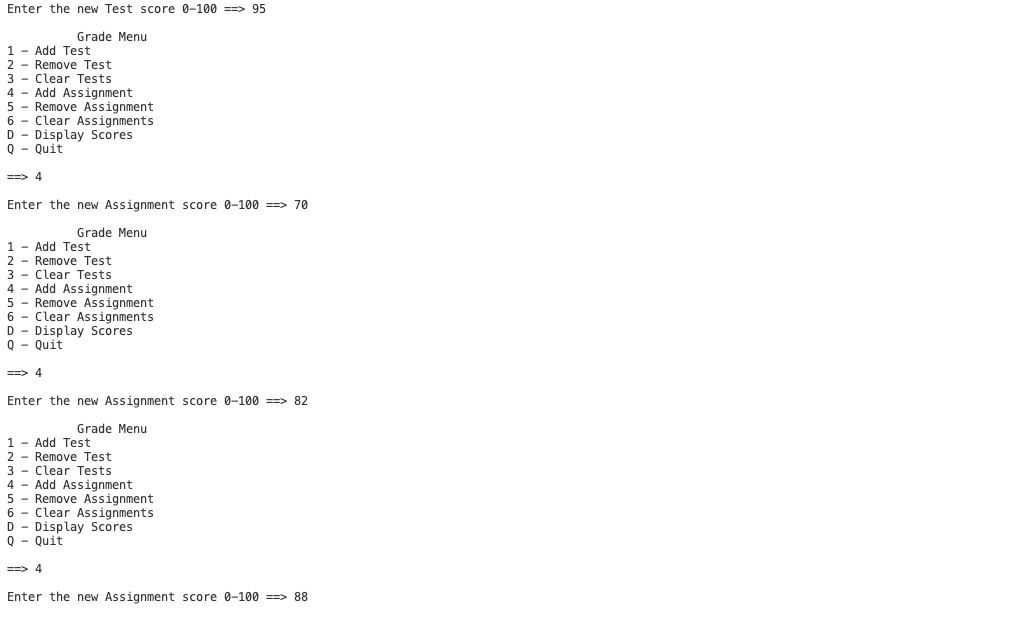 Enter the new Test score 0–100 ==> 95
Grade Menu
1 – Add Test
2 – Remove Test
3 – Clear Tests
4 – Add Assignment
5 – Remove Assignment
6 – Clear Assignments
D – Display Scores
Q – Quit
==> 4
Enter the new Assignment score 0–100 ==> 70
Grade Menu
1 – Add Test
2 – Remove Test
3 – Clear Tests
4 – Add Assignment
5 – Remove Assignment
6 – Clear Assignments
D – Display Scores
Q – Quit
==> 4
Enter the new Assignment score 0–100 ==> 82
Grade Menu
1 – Add Test
2 – Remove Test
3 – Clear Tests
4 – Add Assignment
5 – Remove Assignment
6 – Clear Assignments
D – Display Scores
Q – Quit
==> 4
Enter the new Assignment score 0–100 ==> 88